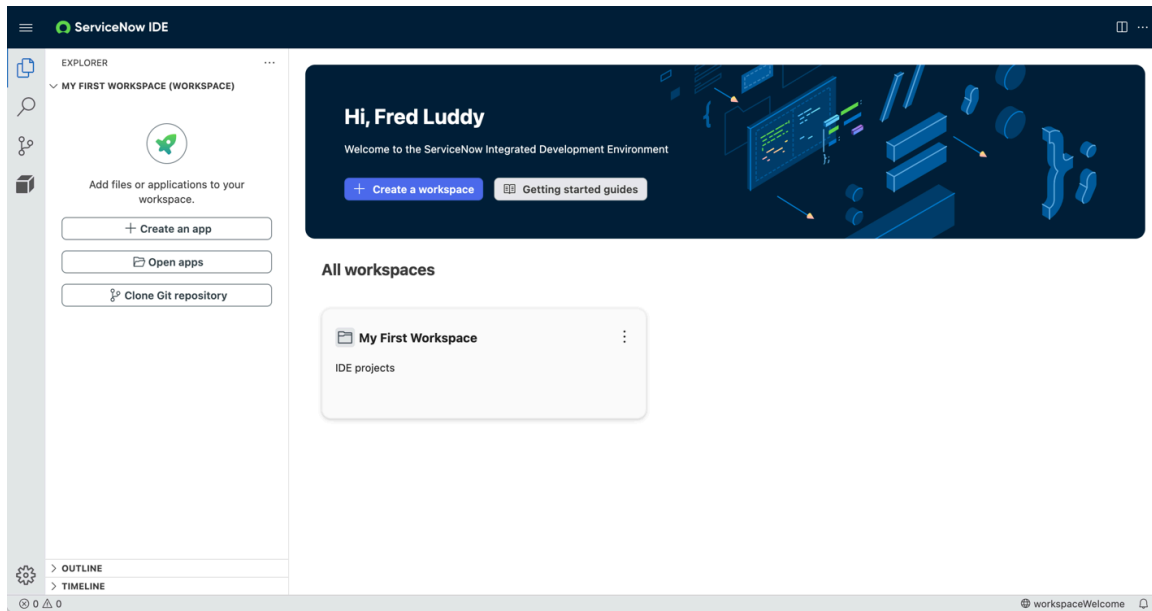 ServiceNow IDE
EXPLORER
MY FIRST WORKSPACE (WORKSPACE)
Add files or applications to your
workspace.
Create an app
Open apps
Clone Git repository
OUTLINE
TIMELINE
Hi, Fred Luddy
Welcome to the ServiceNow Integrated Development Environment
Create a workspace
Getting started guides
All workspaces
My First Workspace
IDE projects
0 0
workspaceWelcome